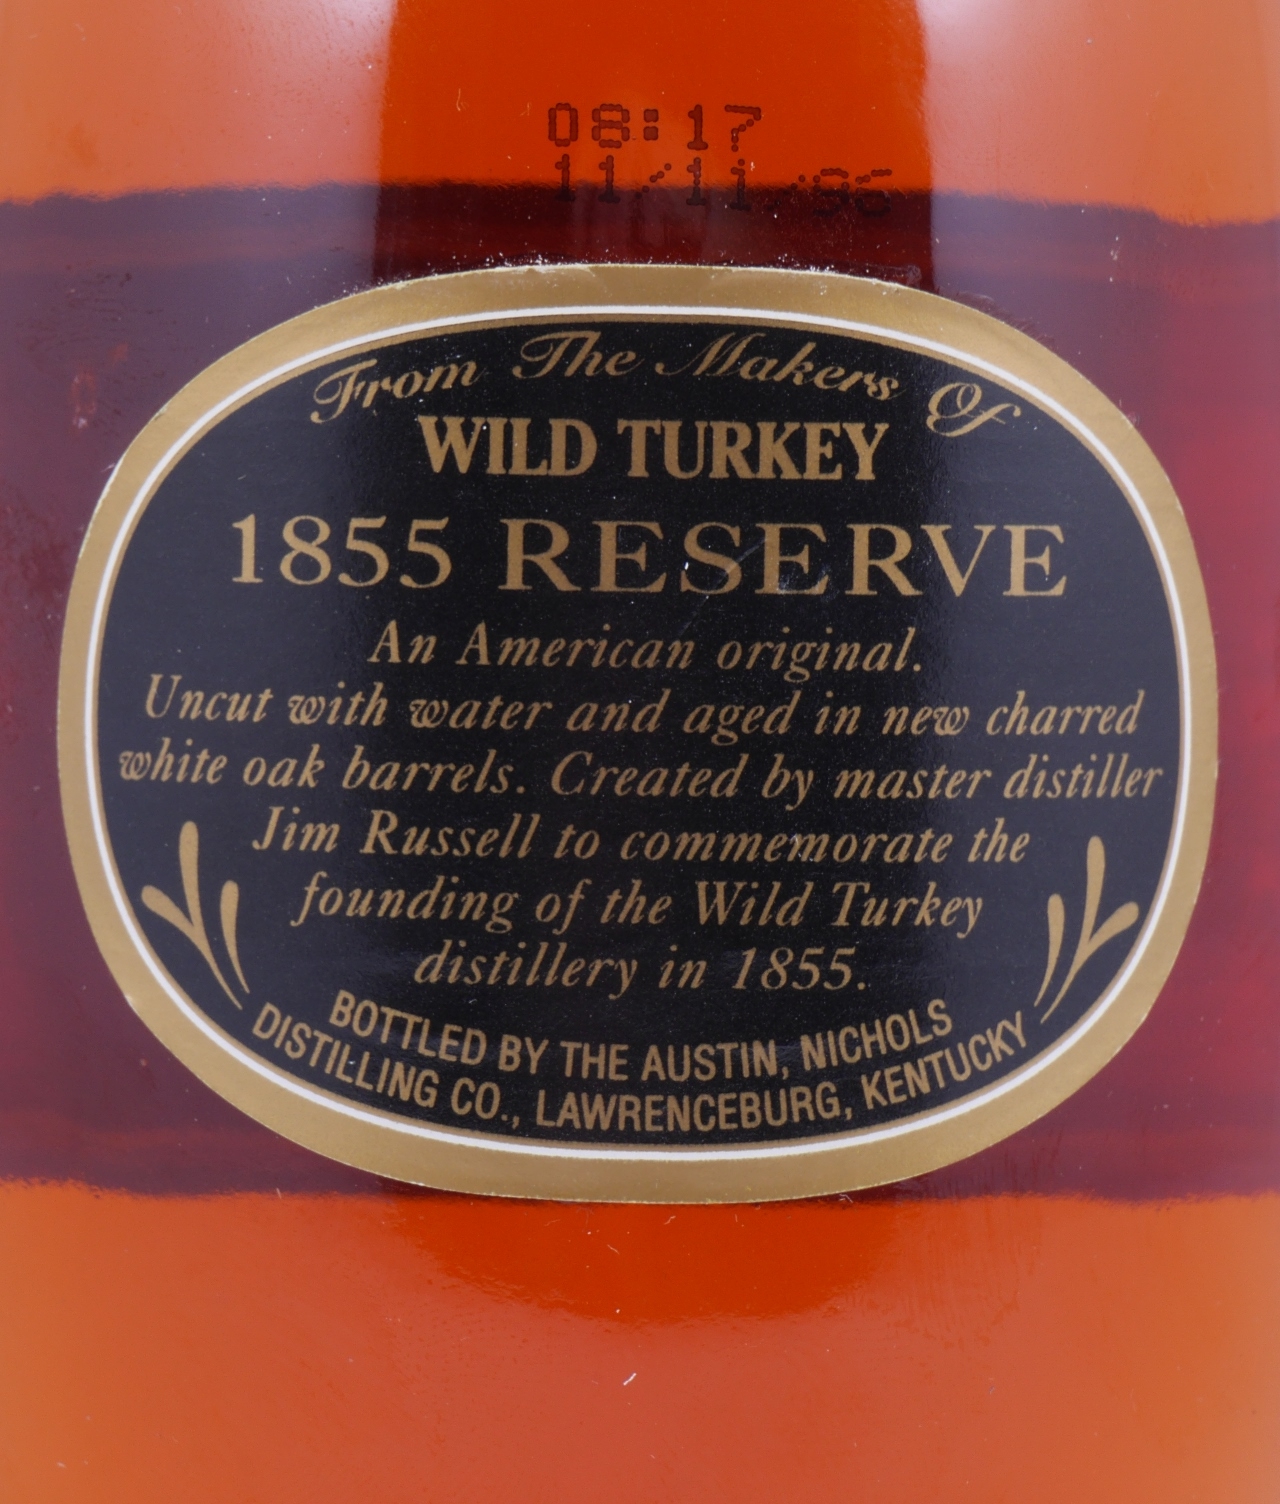 08:17
11/11/96
From The Makers Of
WILD TURKEY
1855 RESERVE
An American original.
Uncut with water and aged in new charred
white oak barrels. Created by master distiller
Jim Russell to commemorate the
founding of the Wild Turkey
distillery in 1855.
BOTTLED BY THE AUSTIN, NICHOLS
DISTILLING CO., LAWRENCEBURG, KENTUCKY